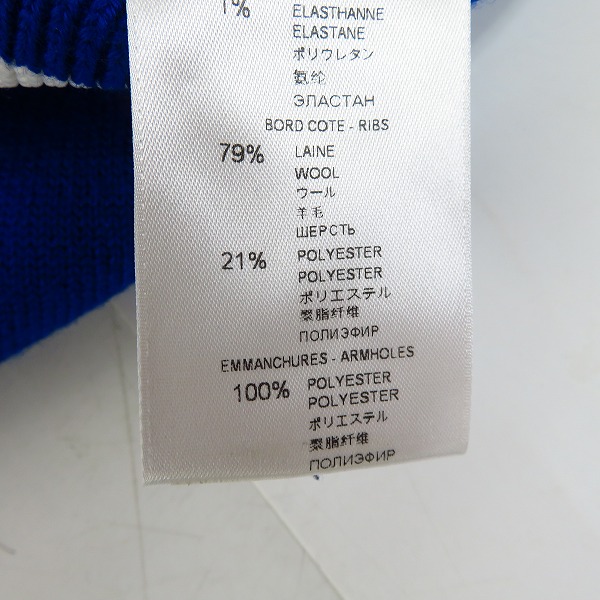 1% ELASTHANNE
ELASTANE
ポリウレタン
氨纶
ЭЛАСТАН
BORD COTE - RIBS
79% LAINE
WOOL
ウール
羊毛
ШЕРСТЬ
21% POLYESTER
POLYESTER
ポリエステル
聚脂纤维
ПОЛИЭФИР
EMMANCHURES - ARMHOLES
100% POLYESTER
POLYESTER
ポリエステル
聚脂纤维
ПОЛИЭФИР